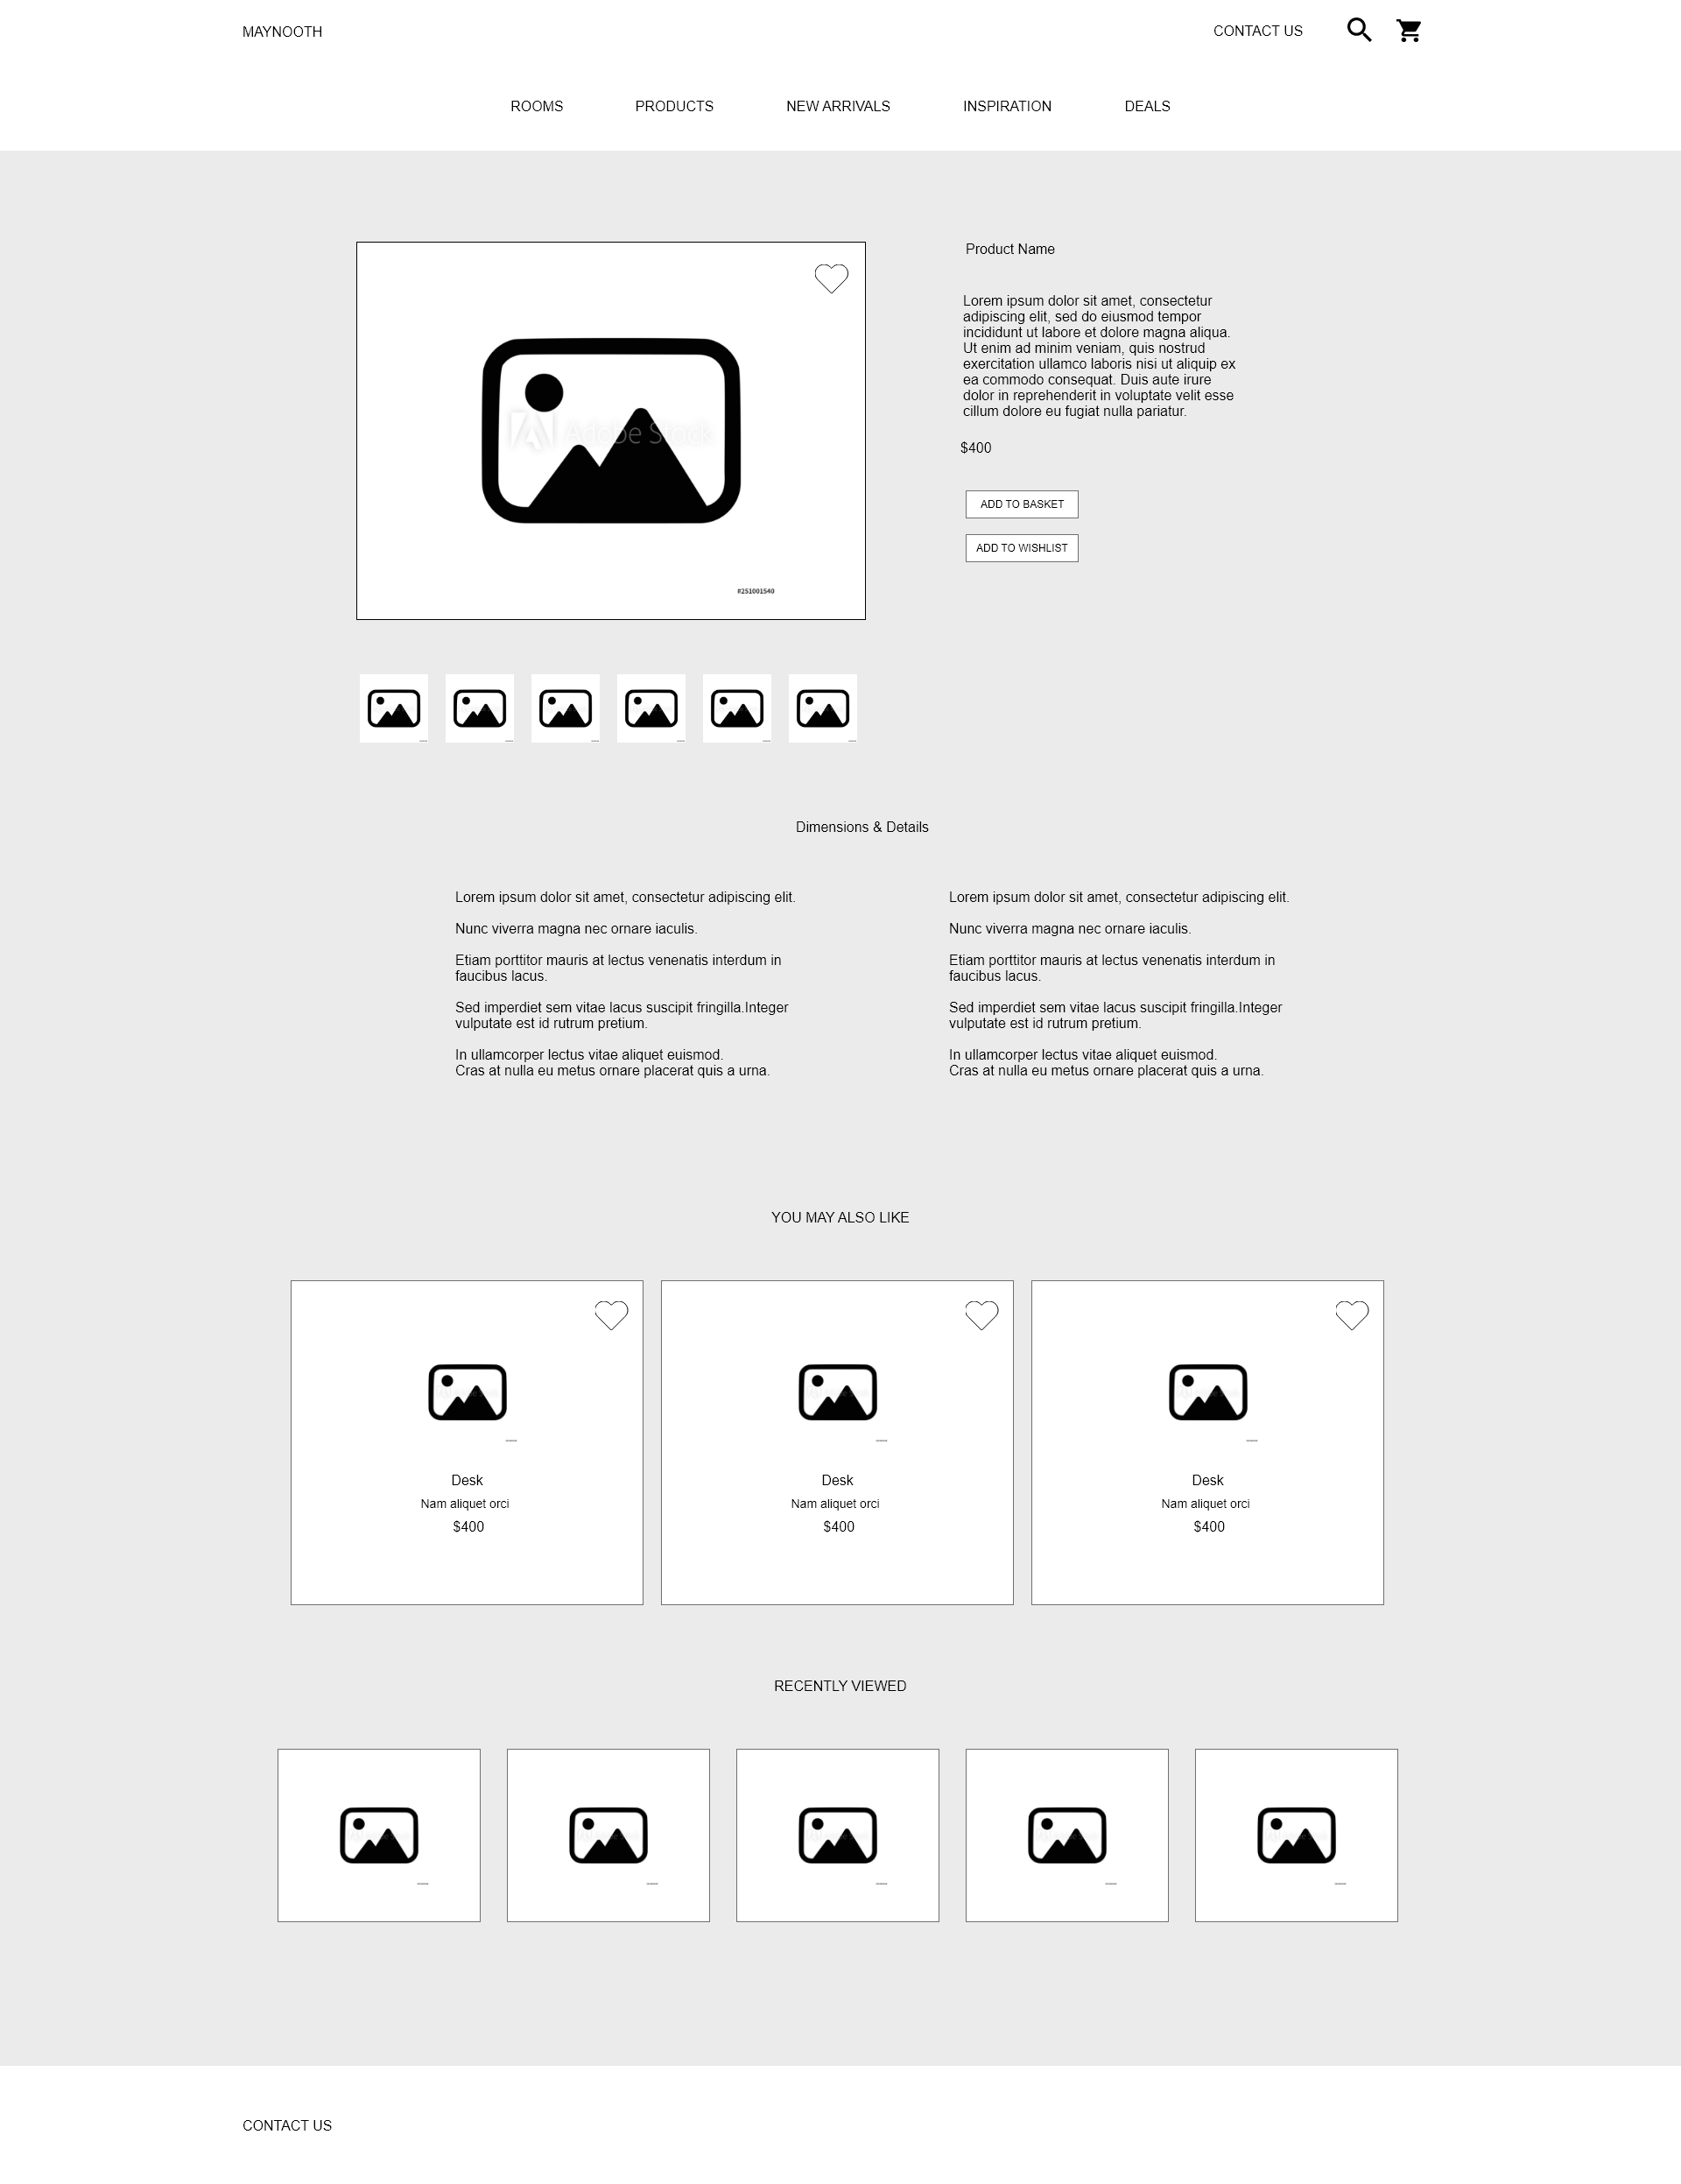 MAYNOOTH
CONTACT US
ROOMS
PRODUCTS
NEW ARRIVALS
INSPIRATION
DEALS
Product Name
Lorem ipsum dolor sit amet, consectetur
adipiscing elit, sed do eiusmod tempor
incididunt ut labore et dolore magna aliqua.
Ut enim ad minim veniam, quis nostrud
exercitation ullamco laboris nisi ut aliquip ex
ea commodo consequat. Duis aute irure
dolor in reprehenderit in voluptate velit esse
cillum dolore eu fugiat nulla pariatur.
$400
ADD TO BASKET
ADD TO WISHLIST
Adobe Stock
#251001540
Dimensions & Details
Lorem ipsum dolor sit amet, consectetur adipiscing elit.
Nunc viverra magna nec ornare iaculis.
Etiam porttitor mauris at lectus venenatis interdum in
faucibus lacus.
Sed imperdiet sem vitae lacus suscipit fringilla.Integer
vulputate est id rutrum pretium.
In ullamcorper lectus vitae aliquet euismod.
Cras at nulla eu metus ornare placerat quis a urna.
Lorem ipsum dolor sit amet, consectetur adipiscing elit.
Nunc viverra magna nec ornare iaculis.
Etiam porttitor mauris at lectus venenatis interdum in
faucibus lacus.
Sed imperdiet sem vitae lacus suscipit fringilla.Integer
vulputate est id rutrum pretium.
In ullamcorper lectus vitae aliquet euismod.
Cras at nulla eu metus ornare placerat quis a urna.
YOU MAY ALSO LIKE
Desk
Nam aliquet orci
$400
Desk
Nam aliquet orci
$400
Desk
Nam aliquet orci
$400
RECENTLY VIEWED
CONTACT US